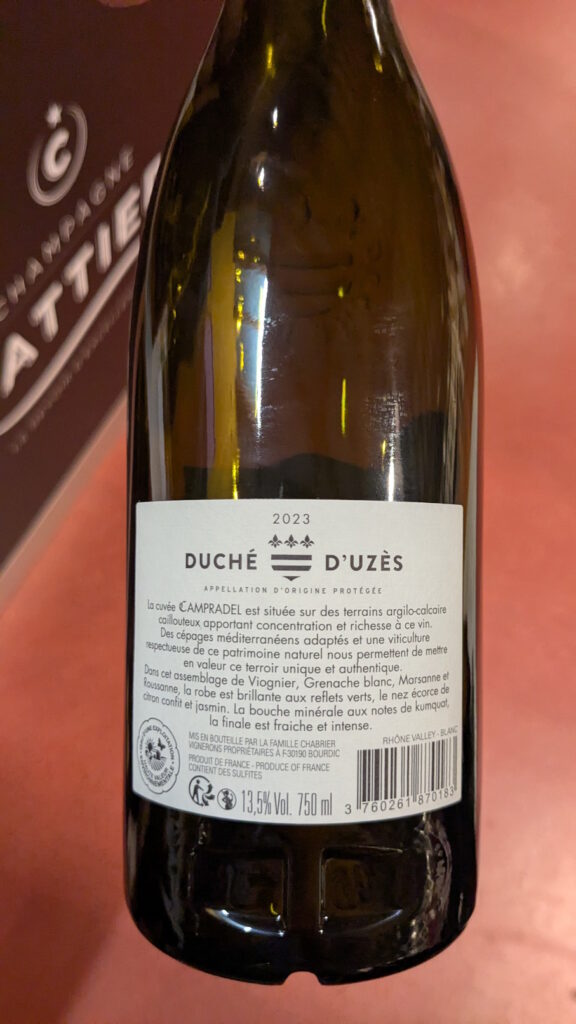 C
CHAMPAGNE
ATTIE
2023
DUCHÉ D'UZÈS
APPELLATION D'ORIGINE PROTÉGÉE
La cuvée CAMPRADEL est située sur des terrains argilo-calcaire
caillouteux apportant concentration et richesse à ce vin.
Des cépages méditerranéens adaptés et une viticulture
respectueuse de ce patrimoine naturel nous permettent de mettre
en valeur ce terroir unique et authentique.
Dans cet assemblage de Viognier, Grenache blanc, Marsanne et
Roussanne, la robe est brillante aux reflets verts, le nez écorce de
citron confit et jasmin. La bouche minérale aux notes de kumquat,
la finale est fraiche et intense.
MIS EN BOUTEILLE PAR LA FAMILLE CHABRIER
VIGNERONS PROPRIÉTAIRES À F30190 BOURDIC
PRODUIT DE FRANCE - PRODUCE OF FRANCE
CONTIENT DES SULFITES
RHÔNE VALLEY - BLANC
13,5% Vol. 750 ml
3 760261 870183
EXPLOITATION
HAUTE VALEUR
ENVIRONNEMENTALE